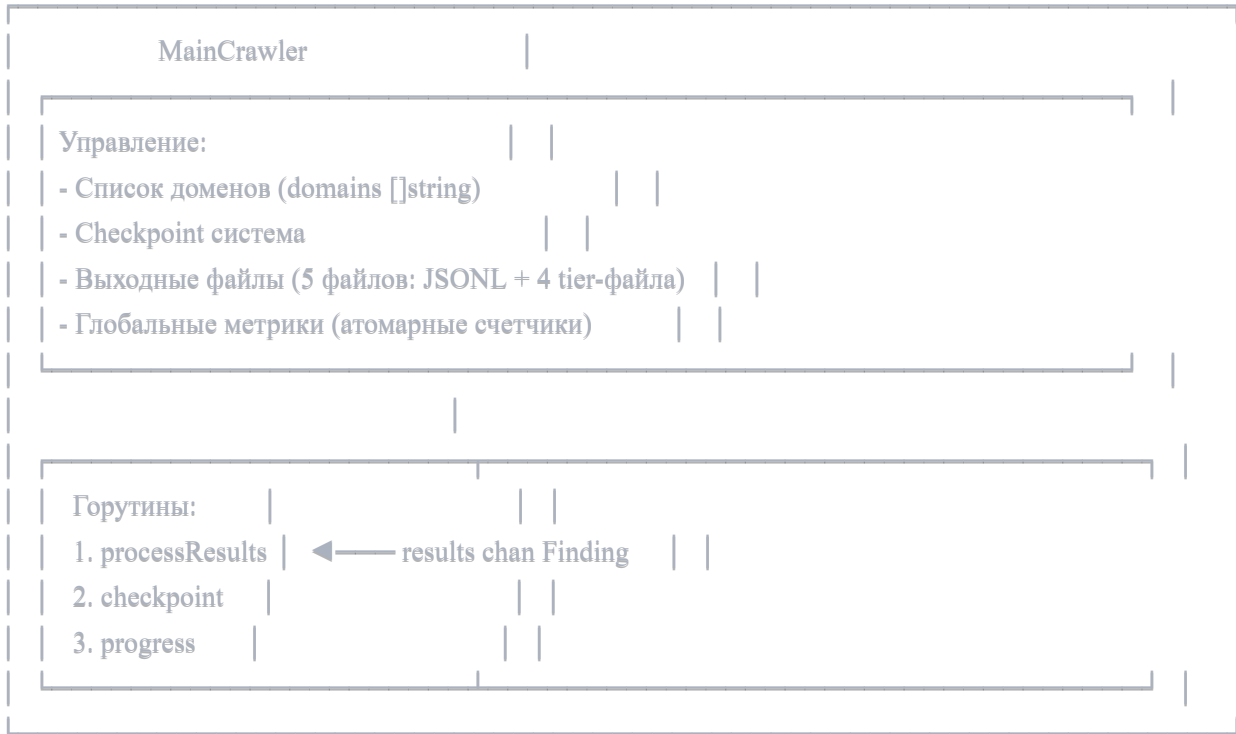 MainCrawler
Управление:
- Список доменов (domains []string)
- Checkpoint система
- Выходные файлы (5 файлов: JSONL + 4 tier-файла)
- Глобальные метрики (атомарные счетчики)
Горутины:
1. processResults ◄─── results chan Finding
2. checkpoint
3. progress